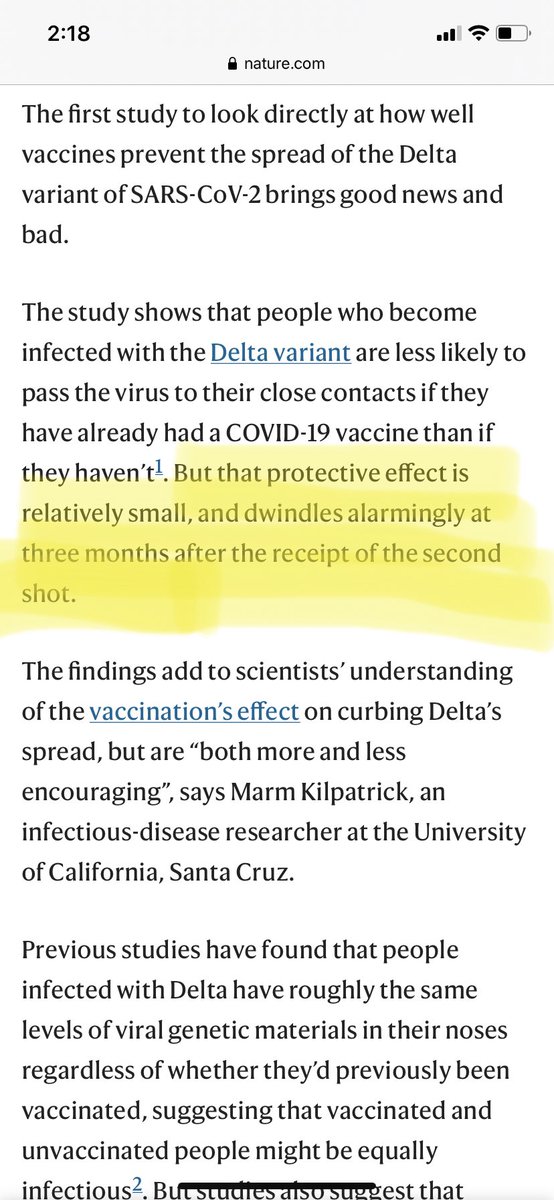 2:18
nature.com
The first study to look directly at how well
vaccines prevent the spread of the Delta
variant of SARS-CoV-2 brings good news and
bad.
The study shows that people who become
infected with the Delta variant are less likely to
pass the virus to their close contacts if they
have already had a COVID-19 vaccine than if
they haven’t1. But that protective effect is
relatively small, and dwindles alarmingly at
three months after the receipt of the second
shot.
The findings add to scientists’ understanding
of the vaccination’s effect on curbing Delta’s
spread, but are “both more and less
encouraging”, says Marm Kilpatrick, an
infectious-disease researcher at the University
of California, Santa Cruz.
Previous studies have found that people
infected with Delta have roughly the same
levels of viral genetic materials in their noses
regardless of whether they’d previously been
vaccinated, suggesting that vaccinated and
unvaccinated people might be equally
infectious2. But studies also suggest that